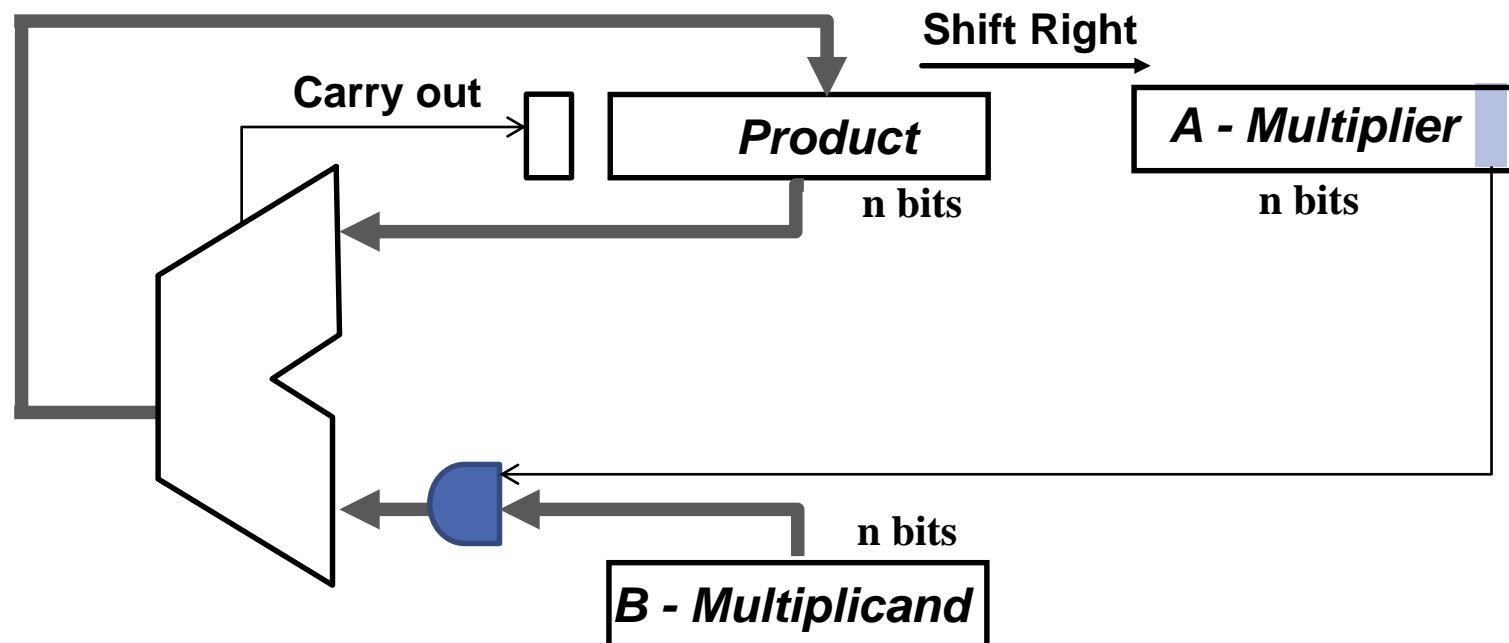 Shift Right
Carry out
Product
A - Multiplier
n bits
n bits
n bits
B - Multiplicand